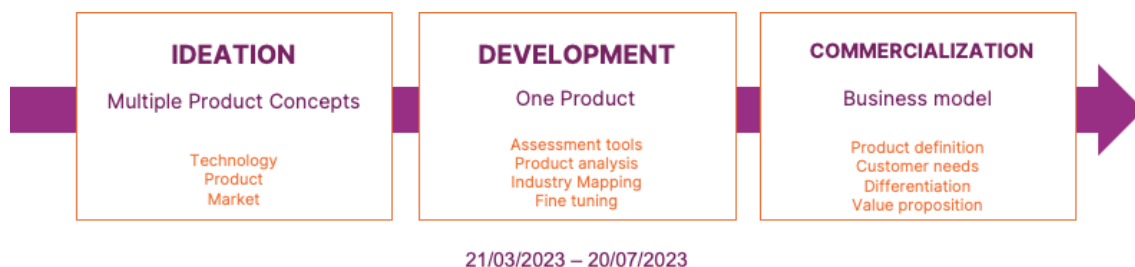 IDEATION
Multiple Product Concepts
Technology
Product
Market
DEVELOPMENT
One Product
Assessment tools
Product analysis
Industry Mapping
Fine tuning
COMMERCIALIZATION
Business model
Product definition
Customer needs
Differentiation
Value proposition
21/03/2023 – 20/07/2023